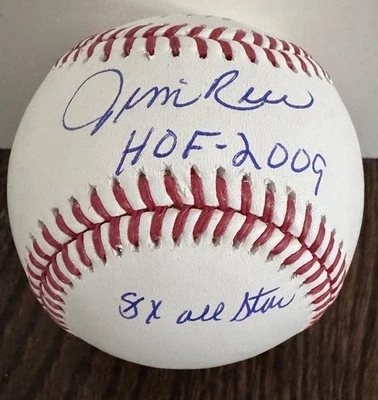 Jim Rice
HOF-2009
8x all Star